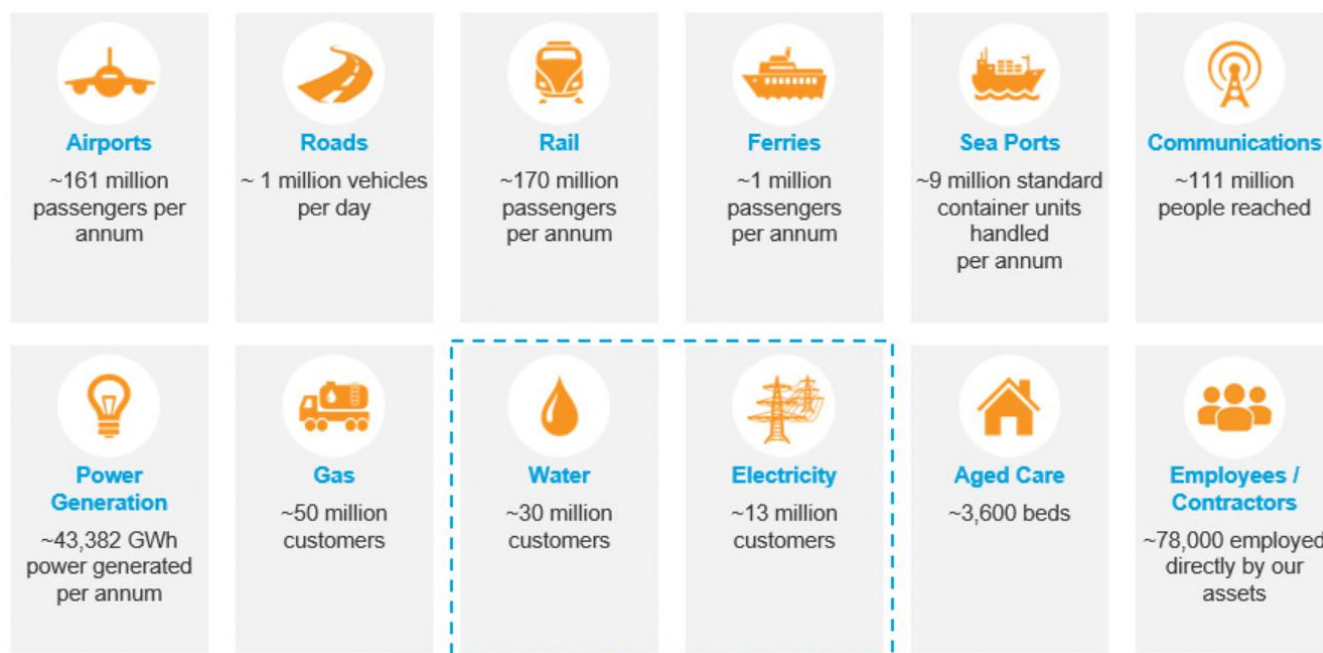 Airports
~161 million
passengers per
annum
Roads
~ 1 million vehicles
per day
Rail
~170 million
passengers
per annum
Ferries
~1 million
passengers
per annum
Sea Ports
~9 million standard
container units
handled
per annum
Communications
~111 million
people reached
Power
Generation
~43,382 GWh
power generated
per annum
Gas
~50 million
customers
Water
~30 million
customers
Electricity
~13 million
customers
Aged Care
~3,600 beds
Employees /
Contractors
~78,000 employed
directly by our
assets